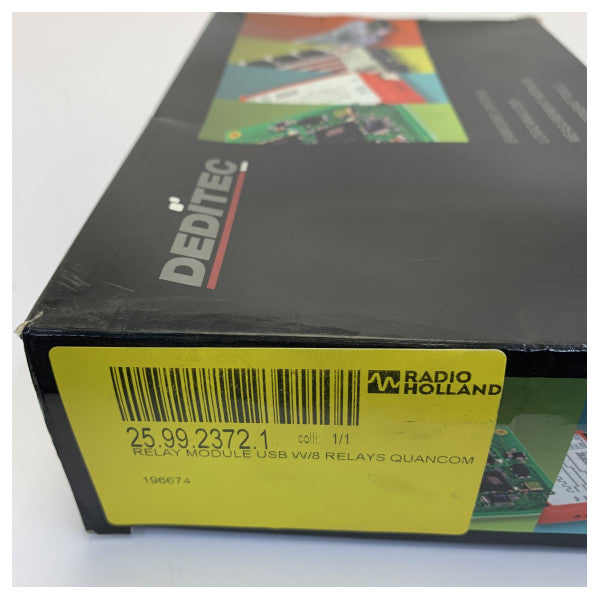 DEDITEC
RADIO
HOLLAND
25.99.2372.1 colli: 1/1
RELAY MODULE USB W/8 RELAYS QUANCOM
196674